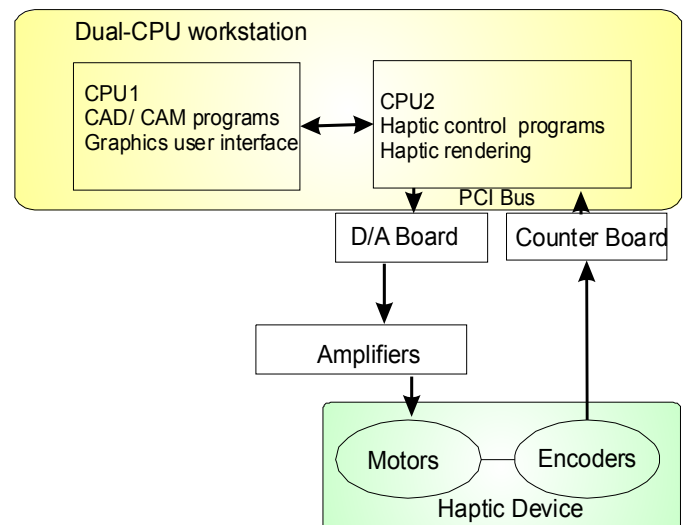 Dual-CPU workstation
CPU1
CAD/ CAM programs
Graphics user interface
CPU2
Haptic control programs
Haptic rendering
PCI Bus
D/A Board
Counter Board
Amplifiers
Motors
Encoders
Haptic Device